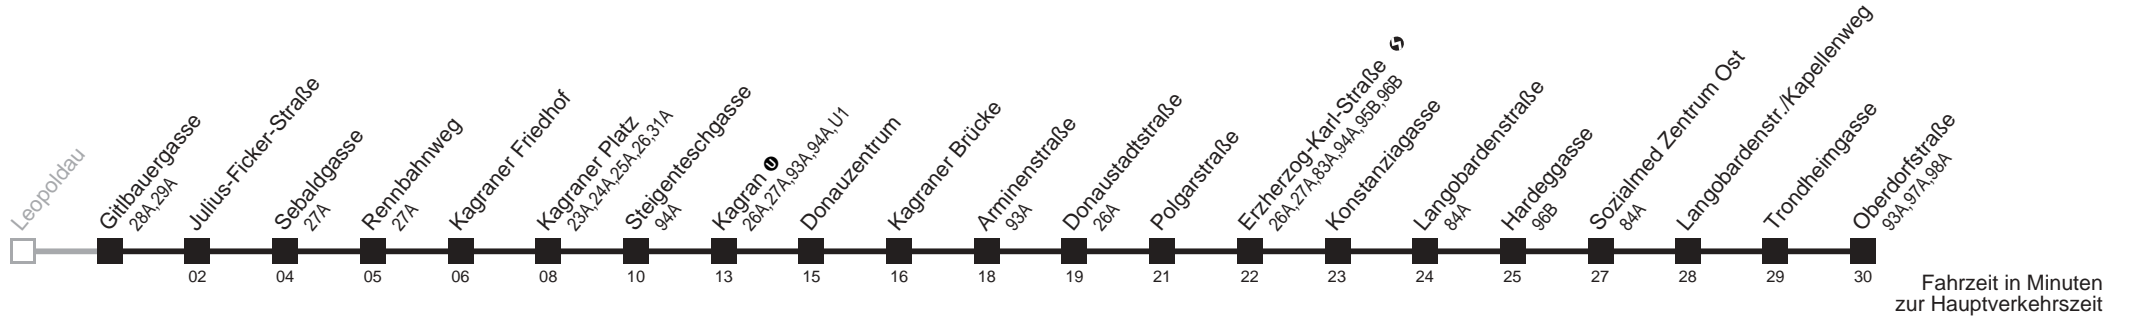 Leopoldau
Gitlbauergasse
28A,29A
Julius-Ficker-Straße
02
Sebaldgasse
27A
04
Rennbahnweg
27A
05
Kagraner Friedhof
06
Kagraner Platz
23A,24A,25A,26,31A
08
Steigenteschgasse
94A
10
Kagran U
26A,27A,93A,94A,U1
13
Donauzentrum
15
Kagraner Brücke
16
Arminenstraße
93A
18
Donaustadtstraße
26A
19
Polgarstraße
21
Erzherzog-Karl-Straße S
26A,27A,83A,94A,95B,96B
22
Konstanziagasse
23
Langobardenstraße
84A
24
Hardeggasse
96B
25
Sozialmed Zentrum Ost
84A
27
Langobardenstr./Kapellenweg
28
Trondheimgasse
29
Oberdorfstraße
93A,97A,98A
30
Fahrzeit in Minuten
zur Hauptverkehrszeit